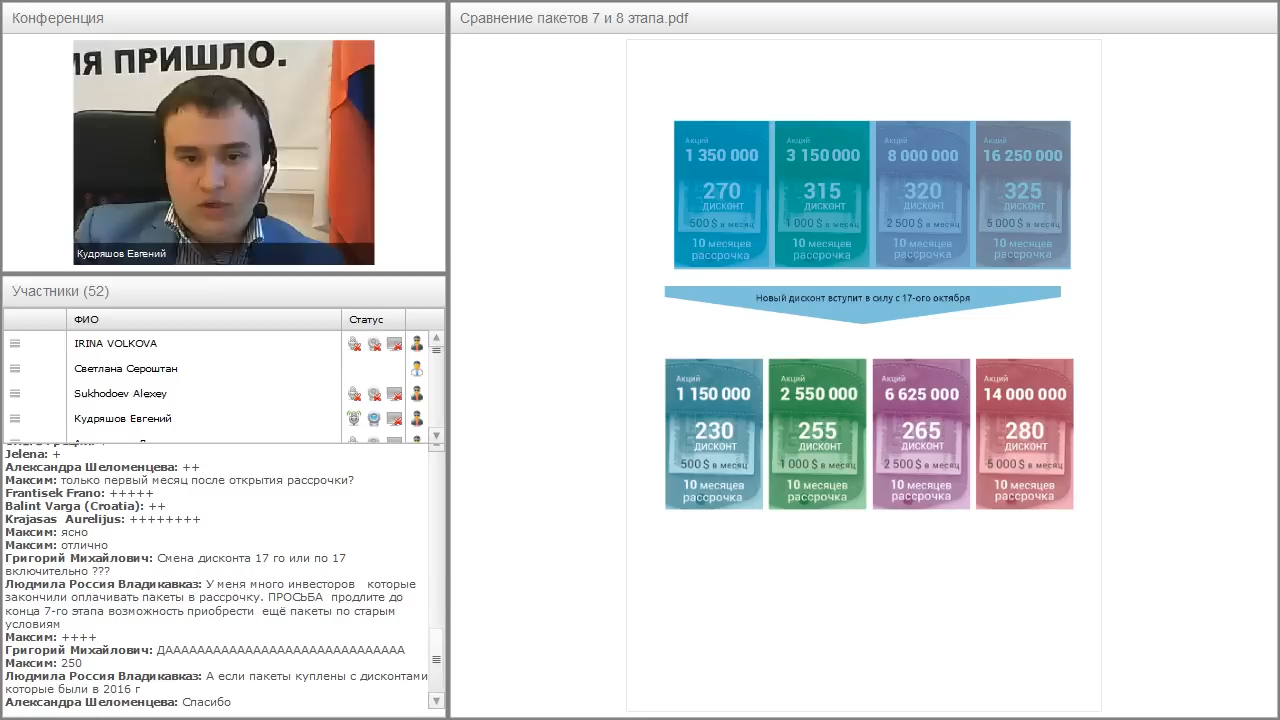 Конференция
Я ПРИШЛО.
Кудряшов Евгений
Участники (52)
ФИО
Статус
IRINA VOLKOVA
Светлана Сероштан
Sukhodoev Alexey
Кудряшов Евгений
Jelena: +
Александра Шеломенцева: ++
Максим: только первый месяц после открытия рассрочки?
Frantisek Frano: +++++
Balint Varga (Croatia): ++
Krajasas Aurelijus: ++++++++
Максим: ясно
Максим: отлично
Григорий Михайлович: Смена дисконта 17 го или по 17
включительно ???
Людмила Россия Владикавказ: У меня много инвесторов которые
закончили оплачивать пакеты в рассрочку. ПРОСЬБА продлите до
конца 7-го этапа возможность приобрести ещё пакеты по старым
условиям
Максим: ++++
Григорий Михайлович: ДАААААААААААААААААААААААААААААА
Максим: 250
Людмила Россия Владикавказ: А если пакеты куплены с дисконтами
которые были в 2016 г
Александра Шеломенцева: Спасибо
Сравнение пакетов 7 и 8 этапа.pdf
Акций
1 350 000
270
ДИСКОНТ
500 $ в месяц
10 месяцев
рассрочка
Акций
3 150 000
315
ДИСКОНТ
1 000 $ в месяц
10 месяцев
рассрочка
Акций
8 000 000
320
ДИСКОНТ
2 500 $ в месяц
10 месяцев
рассрочка
Акций
16 250 000
325
ДИСКОНТ
5 000 $ в месяц
10 месяцев
рассрочка
Новый дисконт вступит в силу с 17-ого октября
Акций
1 150 000
230
ДИСКОНТ
500 $ в месяц
10 месяцев
рассрочка
Акций
2 550 000
255
ДИСКОНТ
1 000 $ в месяц
10 месяцев
рассрочка
Акций
6 625 000
265
ДИСКОНТ
2 500 $ в месяц
10 месяцев
рассрочка
Акций
14 000 000
280
ДИСКОНТ
5 000 $ в месяц
10 месяцев
рассрочка